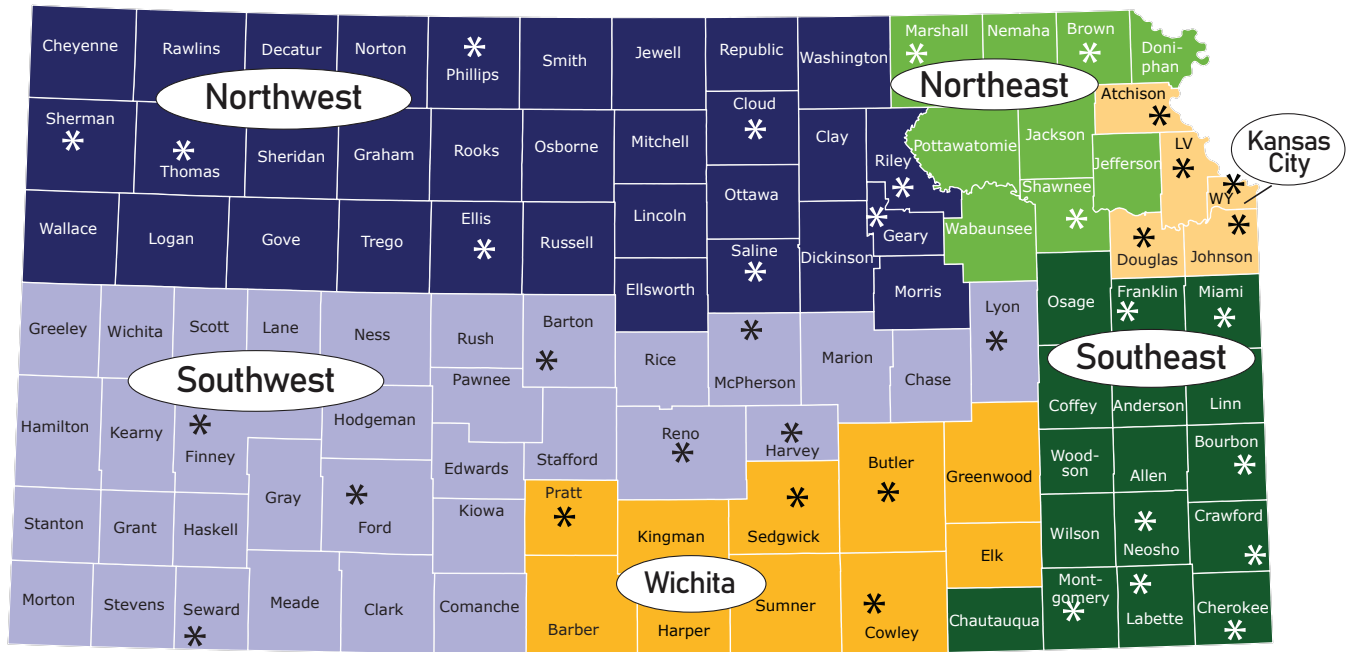 Cheyenne
Rawlins
Decatur
Norton
*
Phillips
Smith
Jewell
Republic
Washington
Marshall
*
Nemaha
Brown
*
Doni-
phan
Northwest
Northeast
Sherman
*
*
Thomas
Sheridan
Graham
Rooks
Osborne
Mitchell
Cloud
*
Clay
Riley
*
Pottawatomie
Jackson
Atchison
*
Jefferson
LV
*
Kansas
City
*
WY
Wallace
Logan
Gove
Trego
Ellis
*
Russell
Lincoln
Ottawa
Saline
*
Dickinson
*
Geary
Wabaunsee
Shawnee
*
*
Douglas
*
Johnson
Ellsworth
Morris
Greeley
Wichita
Scott
Lane
Ness
Rush
Barton
*
Rice
*
McPherson
Marion
Chase
Lyon
*
Osage
Franklin
*
Miami
*
Southwest
Southeast
Pawnee
Hamilton
Kearny
*
Finney
Hodgeman
Edwards
Stafford
Reno
*
*
Harvey
Butler
*
Greenwood
Coffey
Anderson
Linn
Wood-
son
Allen
Bourbon
*
Stanton
Grant
Haskell
Gray
*
Ford
Kiowa
Pratt
*
Kingman
*
Sedgwick
Elk
Wilson
*
Neosho
Crawford
*
Wichita
Morton
Stevens
Seward
*
Meade
Clark
Comanche
Barber
Harper
Sumner
*
Cowley
Chautauqua
Mont-
gomery
*
*
Labette
Cherokee
*